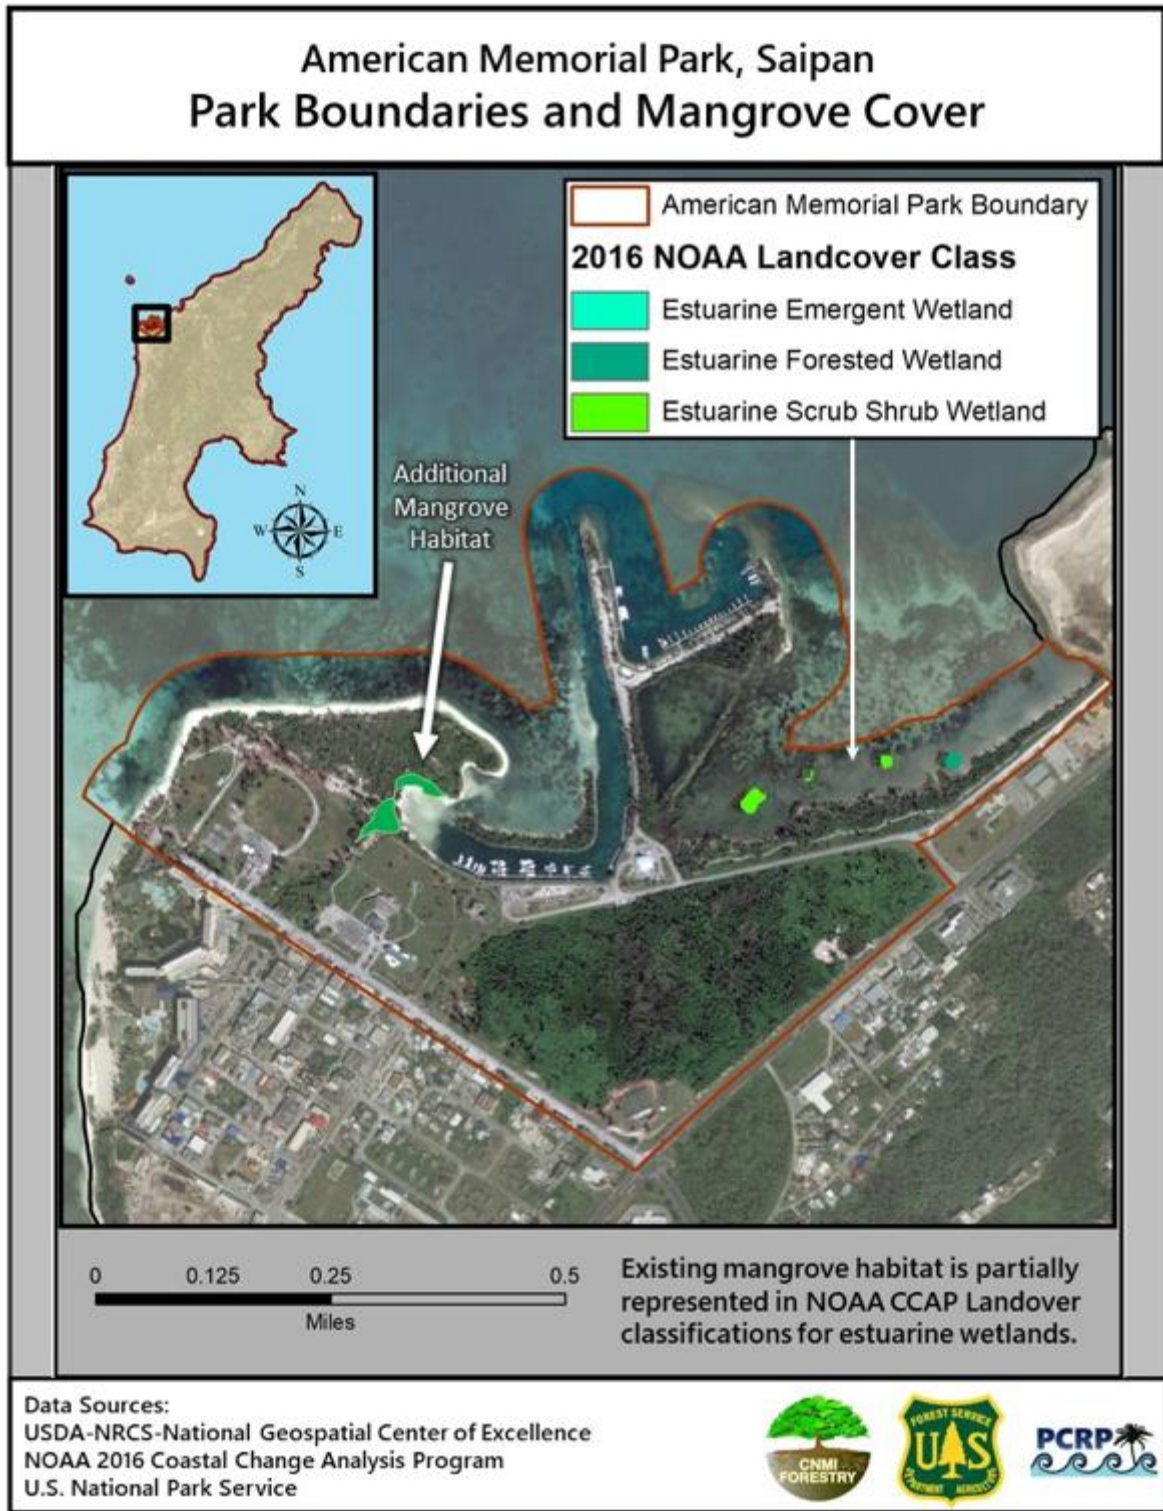 American Memorial Park, Saipan
Park Boundaries and Mangrove Cover
American Memorial Park Boundary
2016 NOAA Landcover Class
Estuarine Emergent Wetland
Estuarine Forested Wetland
Estuarine Scrub Shrub Wetland
N
W E
S
Additional
Mangrove
Habitat
0 0.125 0.25 0.5
Miles
Existing mangrove habitat is partially
represented in NOAA CCAP Landover
classifications for estuarine wetlands.
Data Sources:
USDA-NRCS-National Geospatial Center of Excellence
NOAA 2016 Coastal Change Analysis Program
U.S. National Park Service
CNMI
FORESTRY
FOREST SERVICE
US
DEPARTMENT OF AGRICULTURE
PCRP